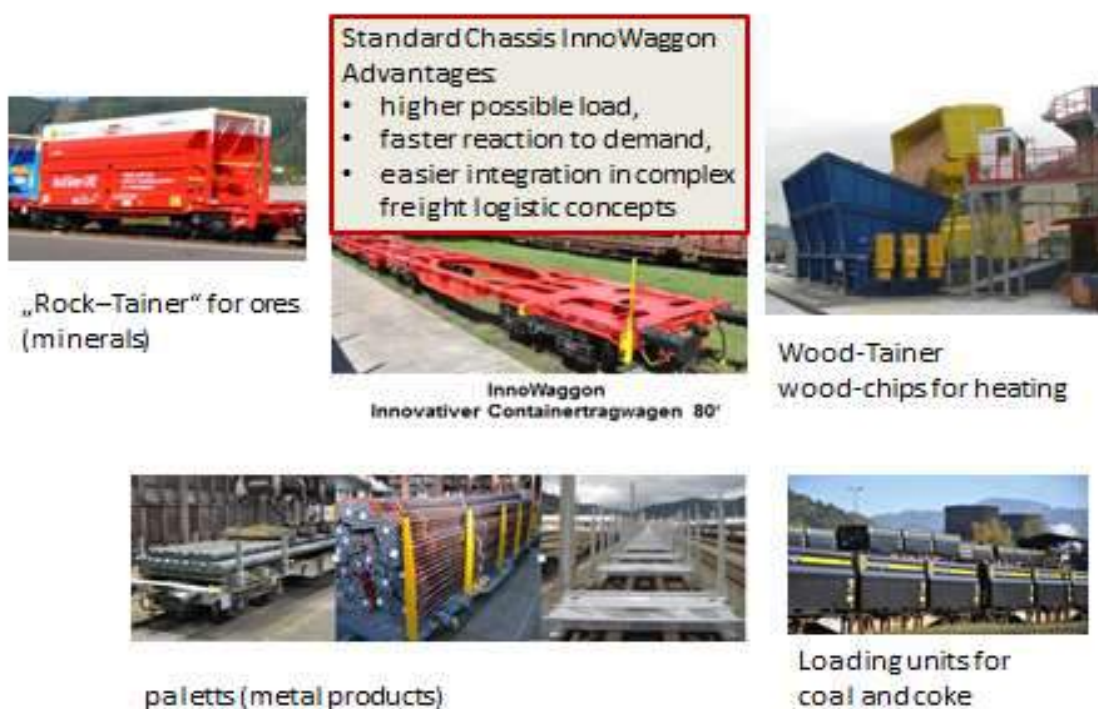 Standard Chassis InnoWaggon
Advantages:
• higher possible load,
• faster reaction to demand,
• easier integration in complex
freight logistic concepts
„Rock–Tainer“ for ores
(minerals)
InnoWaggon
Innovativer Containertragwagen 80'
Wood-Tainer
wood-chips for heating
paletts (metal products)
Loading units for
coal and coke